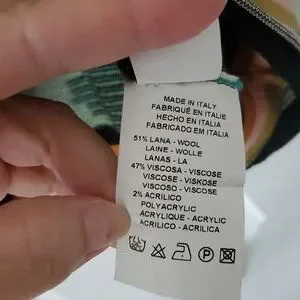 MADE IN ITALY
FABRIQUÉ EN ITALIE
HECHO EN ITALIA
FABRICADO EM ITALIA
51% LANA - WOOL
LAINE - WOLLE
LANAS - LA
47% VISCOSA - VISCOSE
VISCOSE - VISKOSE
VISCOSO - VISCOSE
2% ACRILICO
POLYACRYLIC
ACRYLIQUE - ACRYLIC
ACRILICO - ACRILICA
P